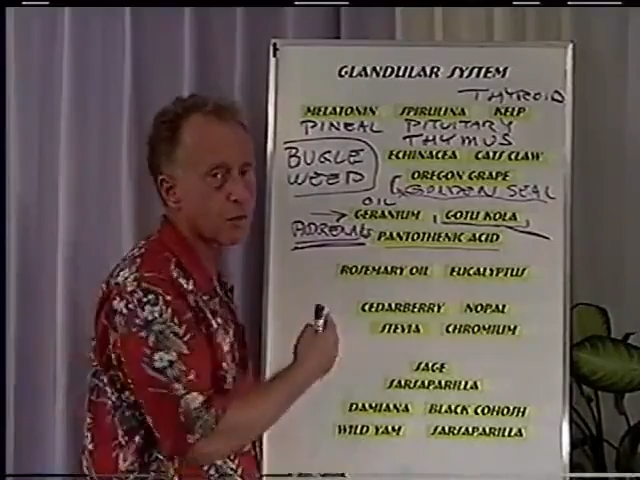 GLANDULAR SYSTEM
THYROID
MELATONIN SPIRULINA KELP
PINEAL PITUITARY
THYMUS
BUGLE WEED
ECHINACEA CATS CLAW
OREGON GRAPE
GOLDEN SEAL
OIL
GERANIUM, GOTU KOLA,
PANTOTHENIC ACID
ROSEMARY OIL EUCALYPTUS
CEDARBERRY NOPAL
STEVIA CHROMIUM
SAGE
SARSAPARILLA
DAMIANA BLACK COHOSH
WILD YAM SARSAPARILLA